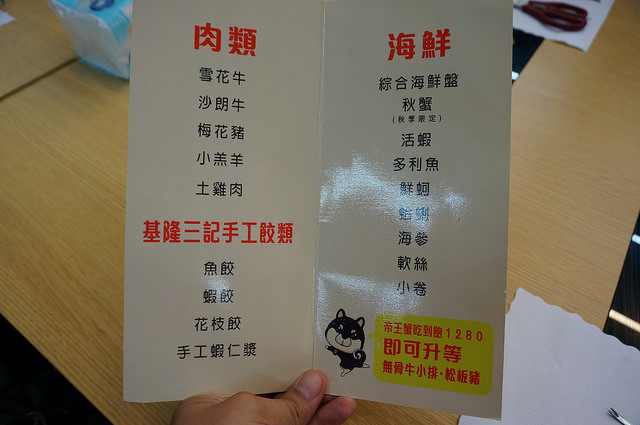 肉類
雪花牛
沙朗牛
梅花豬
小羔羊
土雞肉
基隆三記手工餃類
魚餃
蝦餃
花枝餃
手工蝦仁漿
海鮮
綜合海鮮盤
秋蟹
(秋季限定)
活蝦
多利魚
鮮蚵
蛤蜊
海參
軟絲
小卷
帝王蟹吃到飽1280
即可升等
無骨牛小排·松板豬